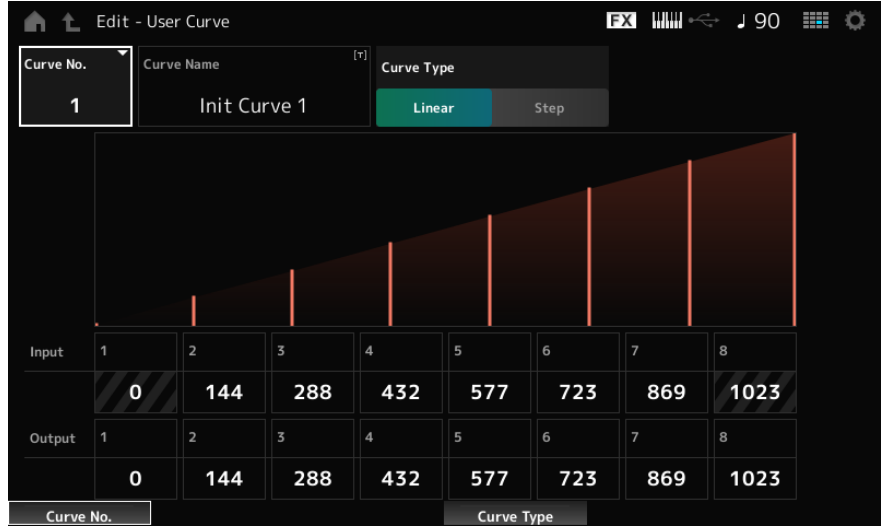 Edit - User Curve FX ♩ 90
Curve No. Curve Name [T] Curve Type
1 Init Curve 1 Linear Step
Input 1 2 3 4 5 6 7 8
0 144 288 432 577 723 869 1023
Output 1 2 3 4 5 6 7 8
0 144 288 432 577 723 869 1023
Curve No. Curve Type